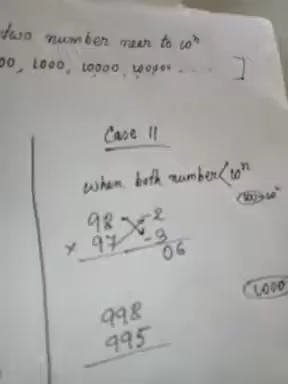 two number near to 10ⁿ
00, 1000, 10000, 100000 ---- ]
Case II
when both number < 10ⁿ
98 -2
× 97 -3
06
1000
998
995